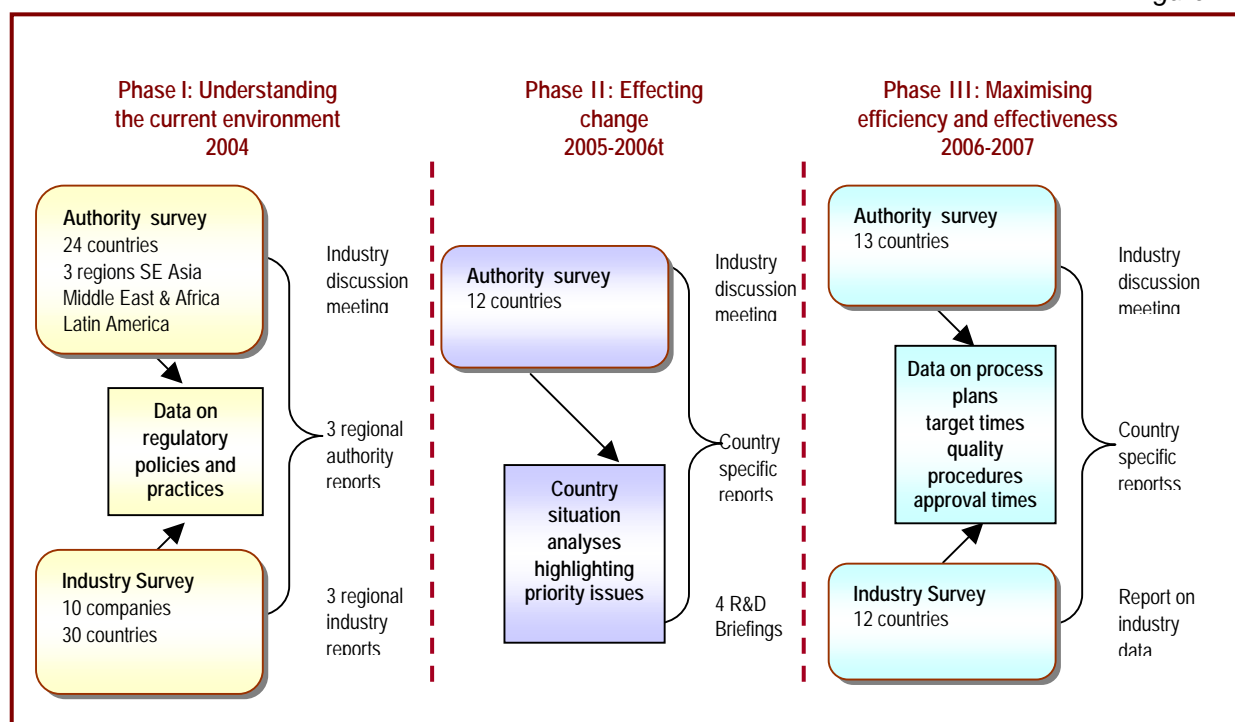 Phase I: Understanding
the current environment
2004
Authority survey
24 countries
3 regions SE Asia
Middle East & Africa
Latin America
Industry
discussion
meeting
Data on
regulatory
policies and
practices
3 regional
authority
reports
Industry Survey
10 companies
30 countries
3 regional
industry
reports
Phase II: Effecting
change
2005-2006t
Authority survey
12 countries
Industry
discussion
meeting
Country
situation
analyses
highlighting
priority issues
Country
specific
reports
4 R&D
Briefings
Phase III: Maximising
efficiency and effectiveness
2006-2007
Authority survey
13 countries
Industry
discussion
meeting
Data on process
plans
target times
quality
procedures
approval times
Country
specific
reportss
Industry Survey
12 countries
Report on
industry
data